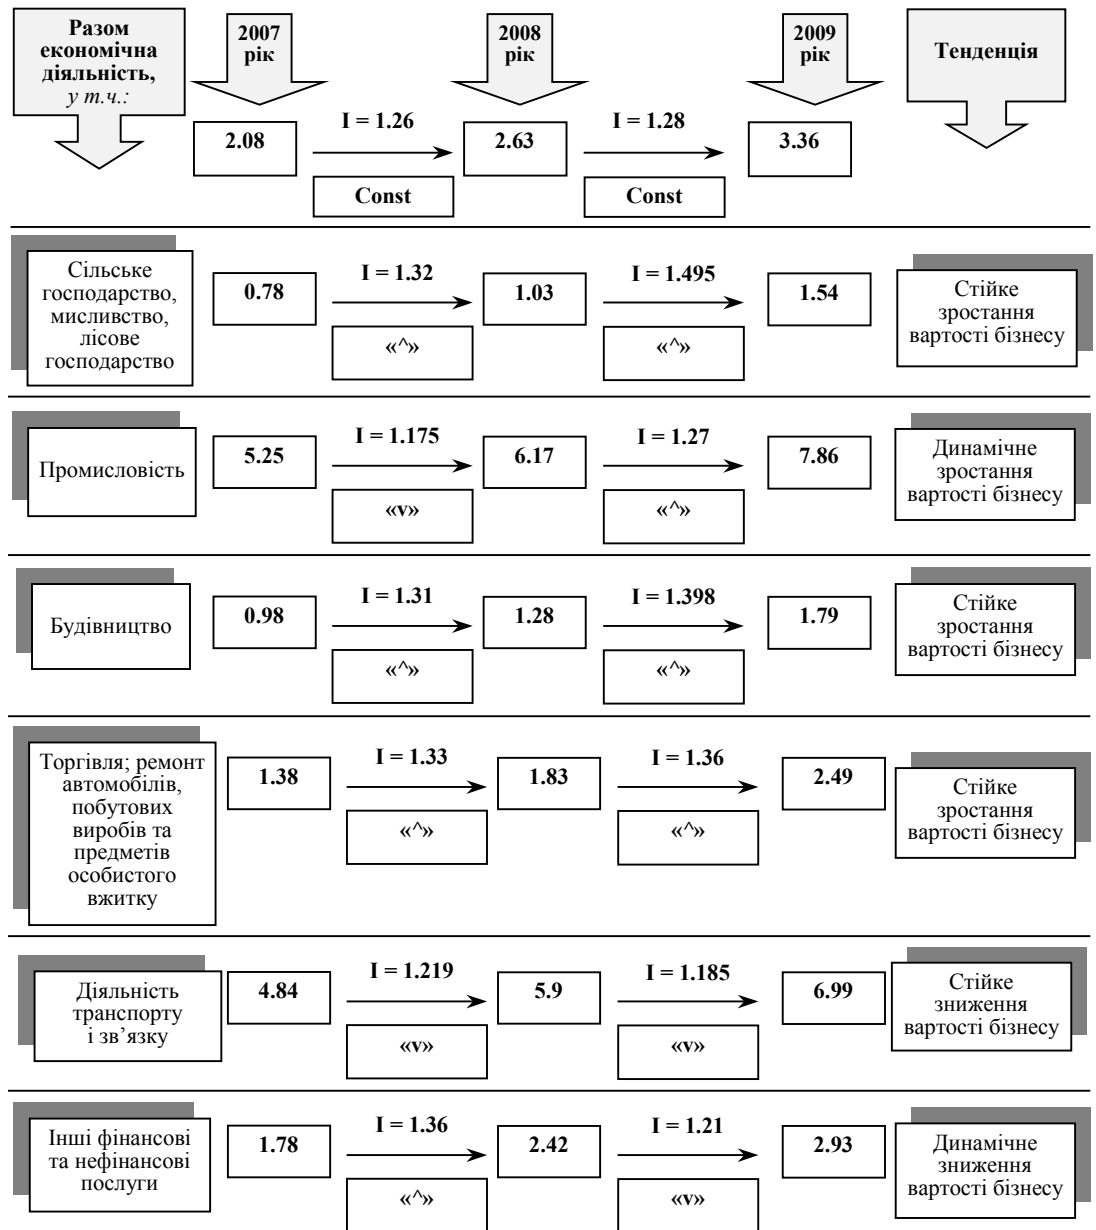 Разом
економічна
діяльність,
у т.ч.:
2007
рік
2008
рік
2009
рік
Тенденція
2.08
I = 1.26
Const
2.63
I = 1.28
Const
3.36
Сільське
господарство,
мисливство,
лісове
господарство
0.78
I = 1.32
«^»
1.03
I = 1.495
«^»
1.54
Стійке
зростання
вартості бізнесу
Промисловість
5.25
I = 1.175
«v»
6.17
I = 1.27
«^»
7.86
Динамічне
зростання
вартості бізнесу
Будівництво
0.98
I = 1.31
«^»
1.28
I = 1.398
«^»
1.79
Стійке
зростання
вартості бізнесу
Торгівля; ремонт
автомобілів,
побутових
виробів та
предметів
особистого
вжитку
1.38
I = 1.33
«^»
1.83
I = 1.36
«^»
2.49
Стійке
зростання
вартості бізнесу
Діяльність
транспорту
і зв’язку
4.84
I = 1.219
«v»
5.9
I = 1.185
«v»
6.99
Стійке
зниження
вартості бізнесу
Інші фінансові
та нефінансові
послуги
1.78
I = 1.36
«^»
2.42
I = 1.21
«v»
2.93
Динамічне
зниження
вартості бізнесу